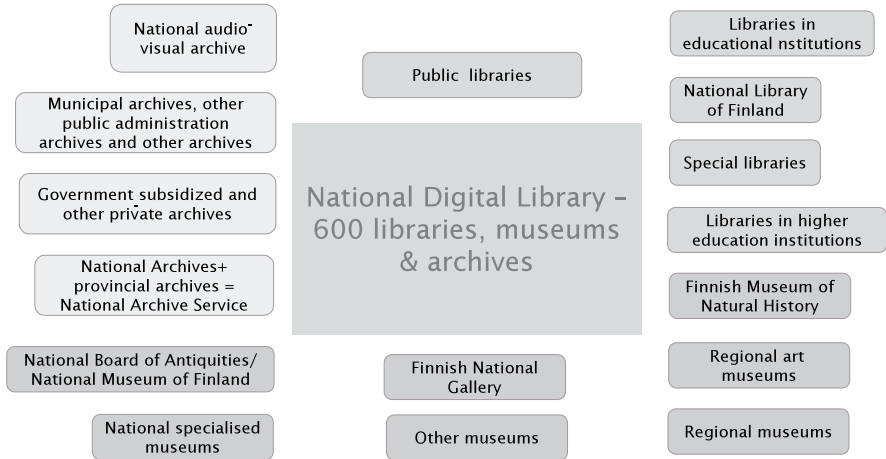 National audio-
visual archive
Municipal archives, other
public administration
archives and other archives
Government subsidized and
other private archives
National Archives+
provincial archives =
National Archive Service
National Board of Antiquities/
National Museum of Finland
National specialised
museums
Public libraries
National Digital Library –
600 libraries, museums
& archives
Finnish National
Gallery
Other museums
Libraries in
educational nstitutions
National Library
of Finland
Special libraries
Libraries in higher
education institutions
Finnish Museum of
Natural History
Regional art
museums
Regional museums